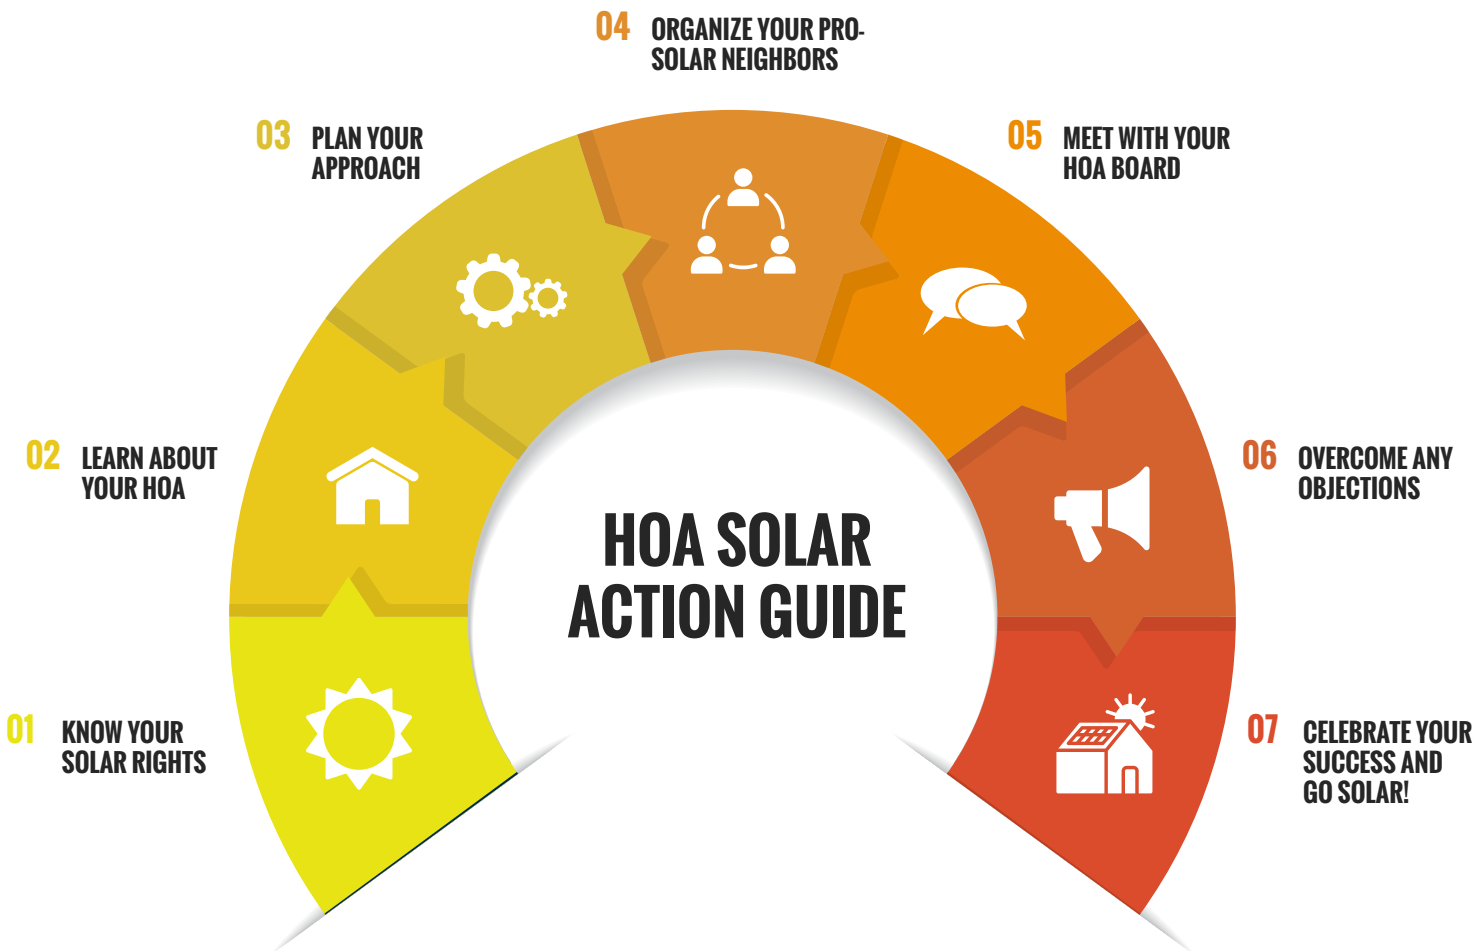 04 ORGANIZE YOUR PRO-
SOLAR NEIGHBORS
03 PLAN YOUR
APPROACH
05 MEET WITH YOUR
HOA BOARD
02 LEARN ABOUT
YOUR HOA
06 OVERCOME ANY
OBJECTIONS
HOA SOLAR
ACTION GUIDE
01 KNOW YOUR
SOLAR RIGHTS
07 CELEBRATE YOUR
SUCCESS AND
GO SOLAR!